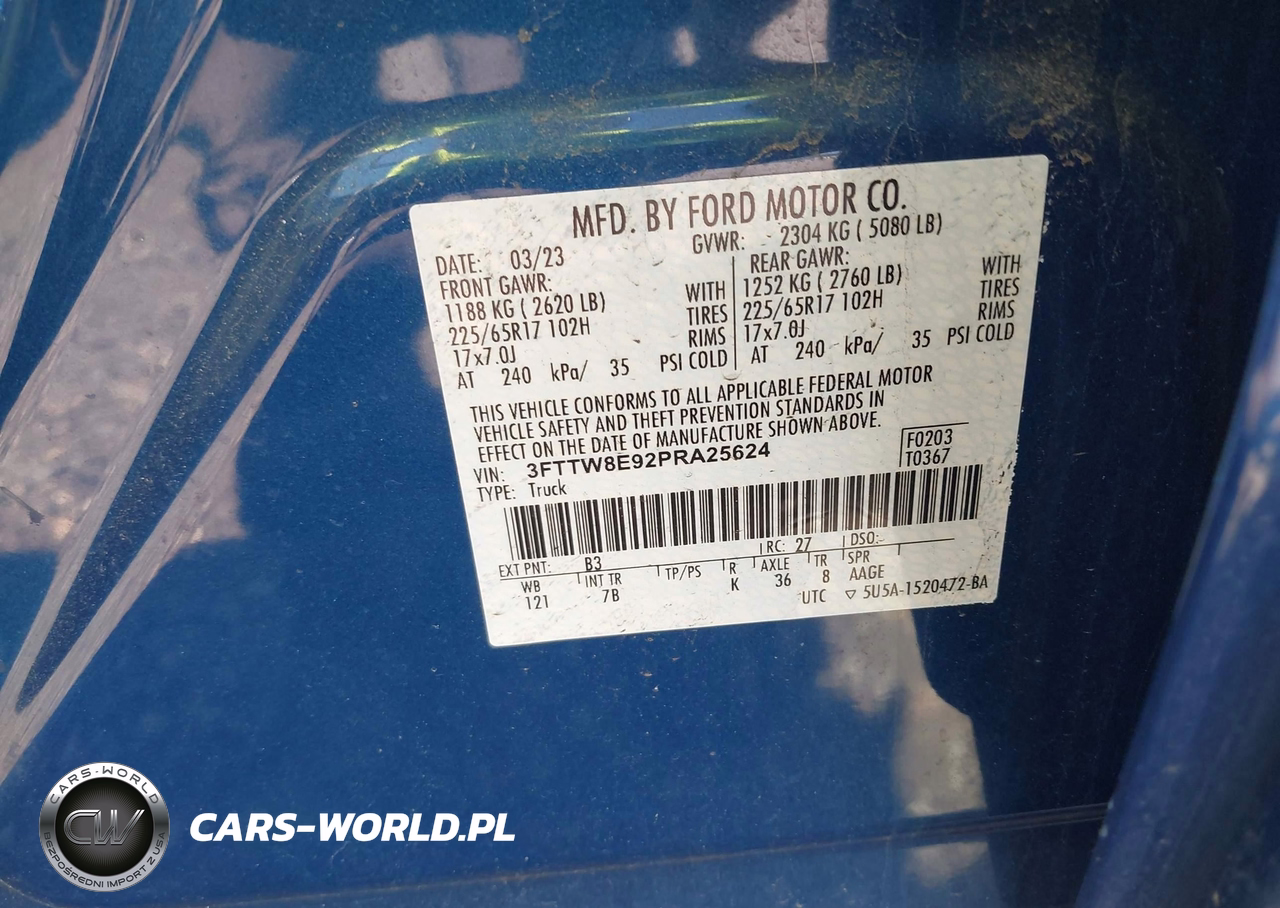 MFD. BY FORD MOTOR CO.
DATE: 03/23 GVWR: 2304 KG ( 5080 LB)
FRONT GAWR: REAR GAWR:
1188 KG ( 2620 LB) WITH 1252 KG ( 2760 LB) WITH
225/65R17 102H TIRES 225/65R17 102H TIRES
17x7.0J RIMS 17x7.0J RIMS
AT 240 kPa/ 35 PSI COLD AT 240 kPa/ 35 PSI COLD
THIS VEHICLE CONFORMS TO ALL APPLICABLE FEDERAL MOTOR
VEHICLE SAFETY AND THEFT PREVENTION STANDARDS IN
EFFECT ON THE DATE OF MANUFACTURE SHOWN ABOVE.
VIN: 3FTTW8E92PRA25624 F0203
TYPE: Truck T0367
EXT PNT: B3 RC: 27 DSO:
WB INT TR TP/PS R AXLE TR SPR
121 7B K 36 8 AAGE
UTC ▽ 5U5A-1520472-BA
CARS-WORLD
CW
BEZPOŚREDNI IMPORT Z USA
CARS-WORLD.PL